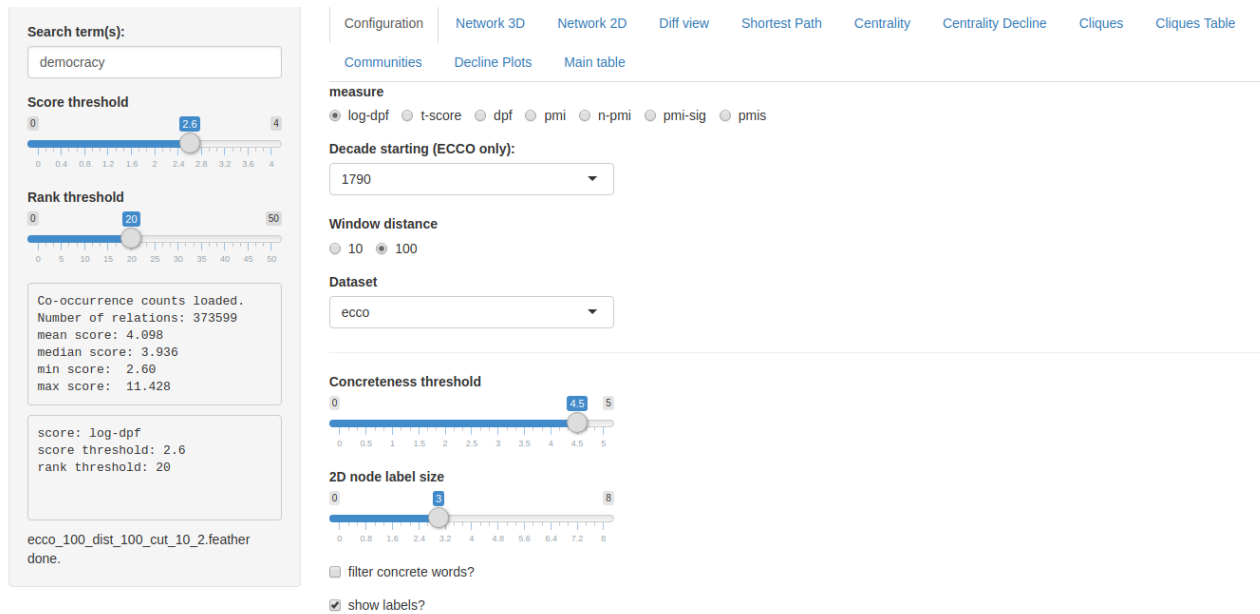 Search term(s):
democracy
Score threshold
0 2.6 4
0 0.4 0.8 1.2 1.6 2 2.4 2.8 3.2 3.6 4
Rank threshold
0 20 50
0 5 10 15 20 25 30 35 40 45 50
Co-occurrence counts loaded.
Number of relations: 373599
mean score: 4.098
median score: 3.936
min score:  2.60
max score:  11.428
score: log-dpf
score threshold: 2.6
rank threshold: 20
ecco_100_dist_100_cut_10_2.feather
done.
Configuration Network 3D Network 2D Diff view Shortest Path Centrality Centrality Decline Cliques Cliques Table
Communities Decline Plots Main table
measure
log-dpf t-score dpf pmi n-pmi pmi-sig pmis
Decade starting (ECCO only):
1790
Window distance
10 100
Dataset
ecco
Concreteness threshold
0 4.5 5
0 0.5 1 1.5 2 2.5 3 3.5 4 4.5 5
2D node label size
0 3 8
0 0.8 1.6 2.4 3.2 4 4.8 5.6 6.4 7.2 8
filter concrete words?
show labels?